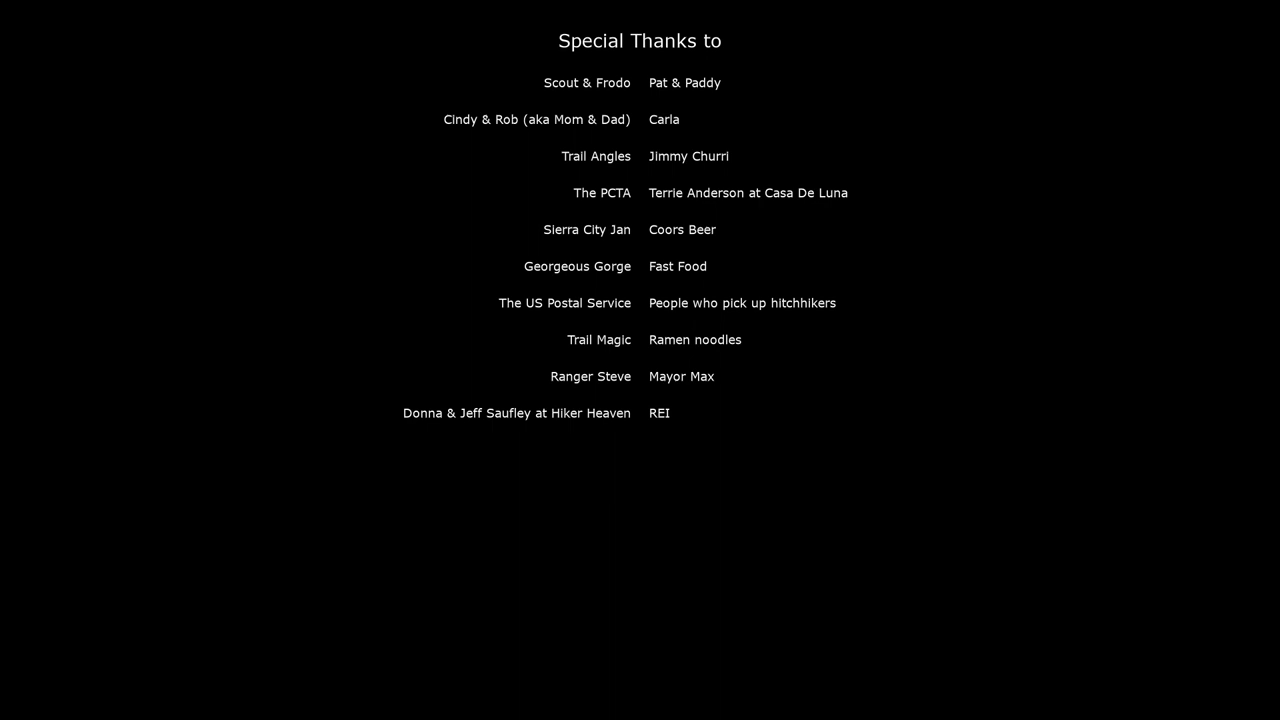 Special Thanks to
Scout & Frodo Pat & Paddy
Cindy & Rob (aka Mom & Dad) Carla
Trail Angles Jimmy Churri
The PCTA Terrie Anderson at Casa De Luna
Sierra City Jan Coors Beer
Georgeous Gorge Fast Food
The US Postal Service People who pick up hitchhikers
Trail Magic Ramen noodles
Ranger Steve Mayor Max
Donna & Jeff Saufley at Hiker Heaven REI